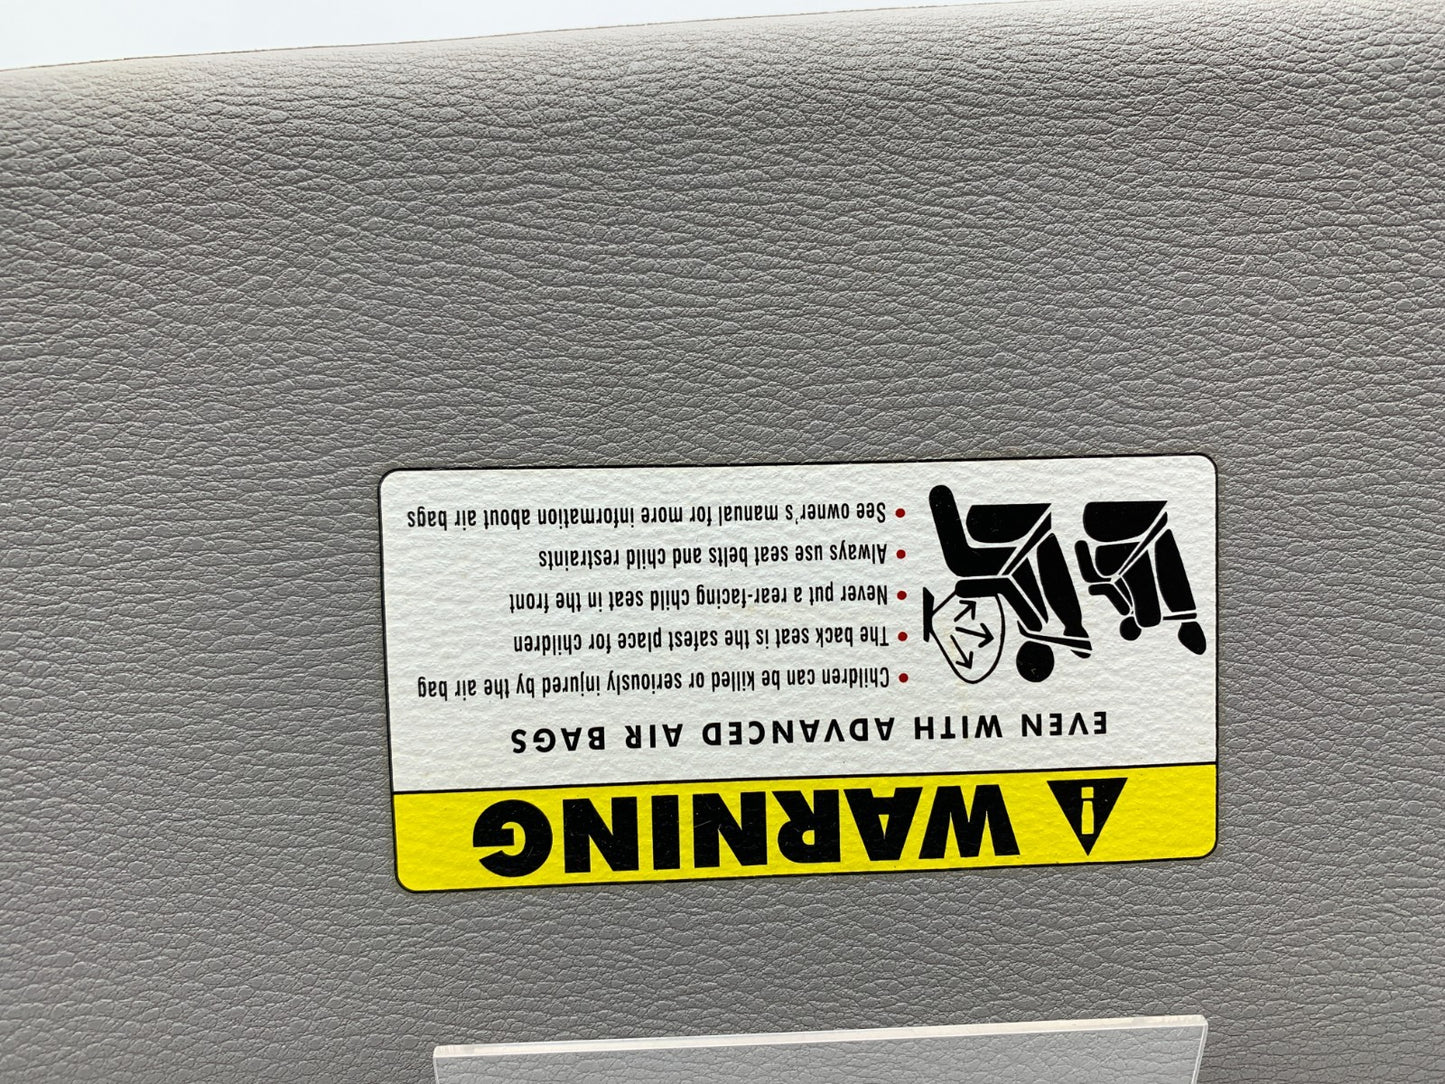 WARNING
EVEN WITH ADVANCED AIR BAGS
• Children can be killed or seriously injured by the air bag
• The back seat is the safest place for children
• Never put a rear-facing child seat in the front
• Always use seat belts and child restraints
• See owner's manual for more information about air bags